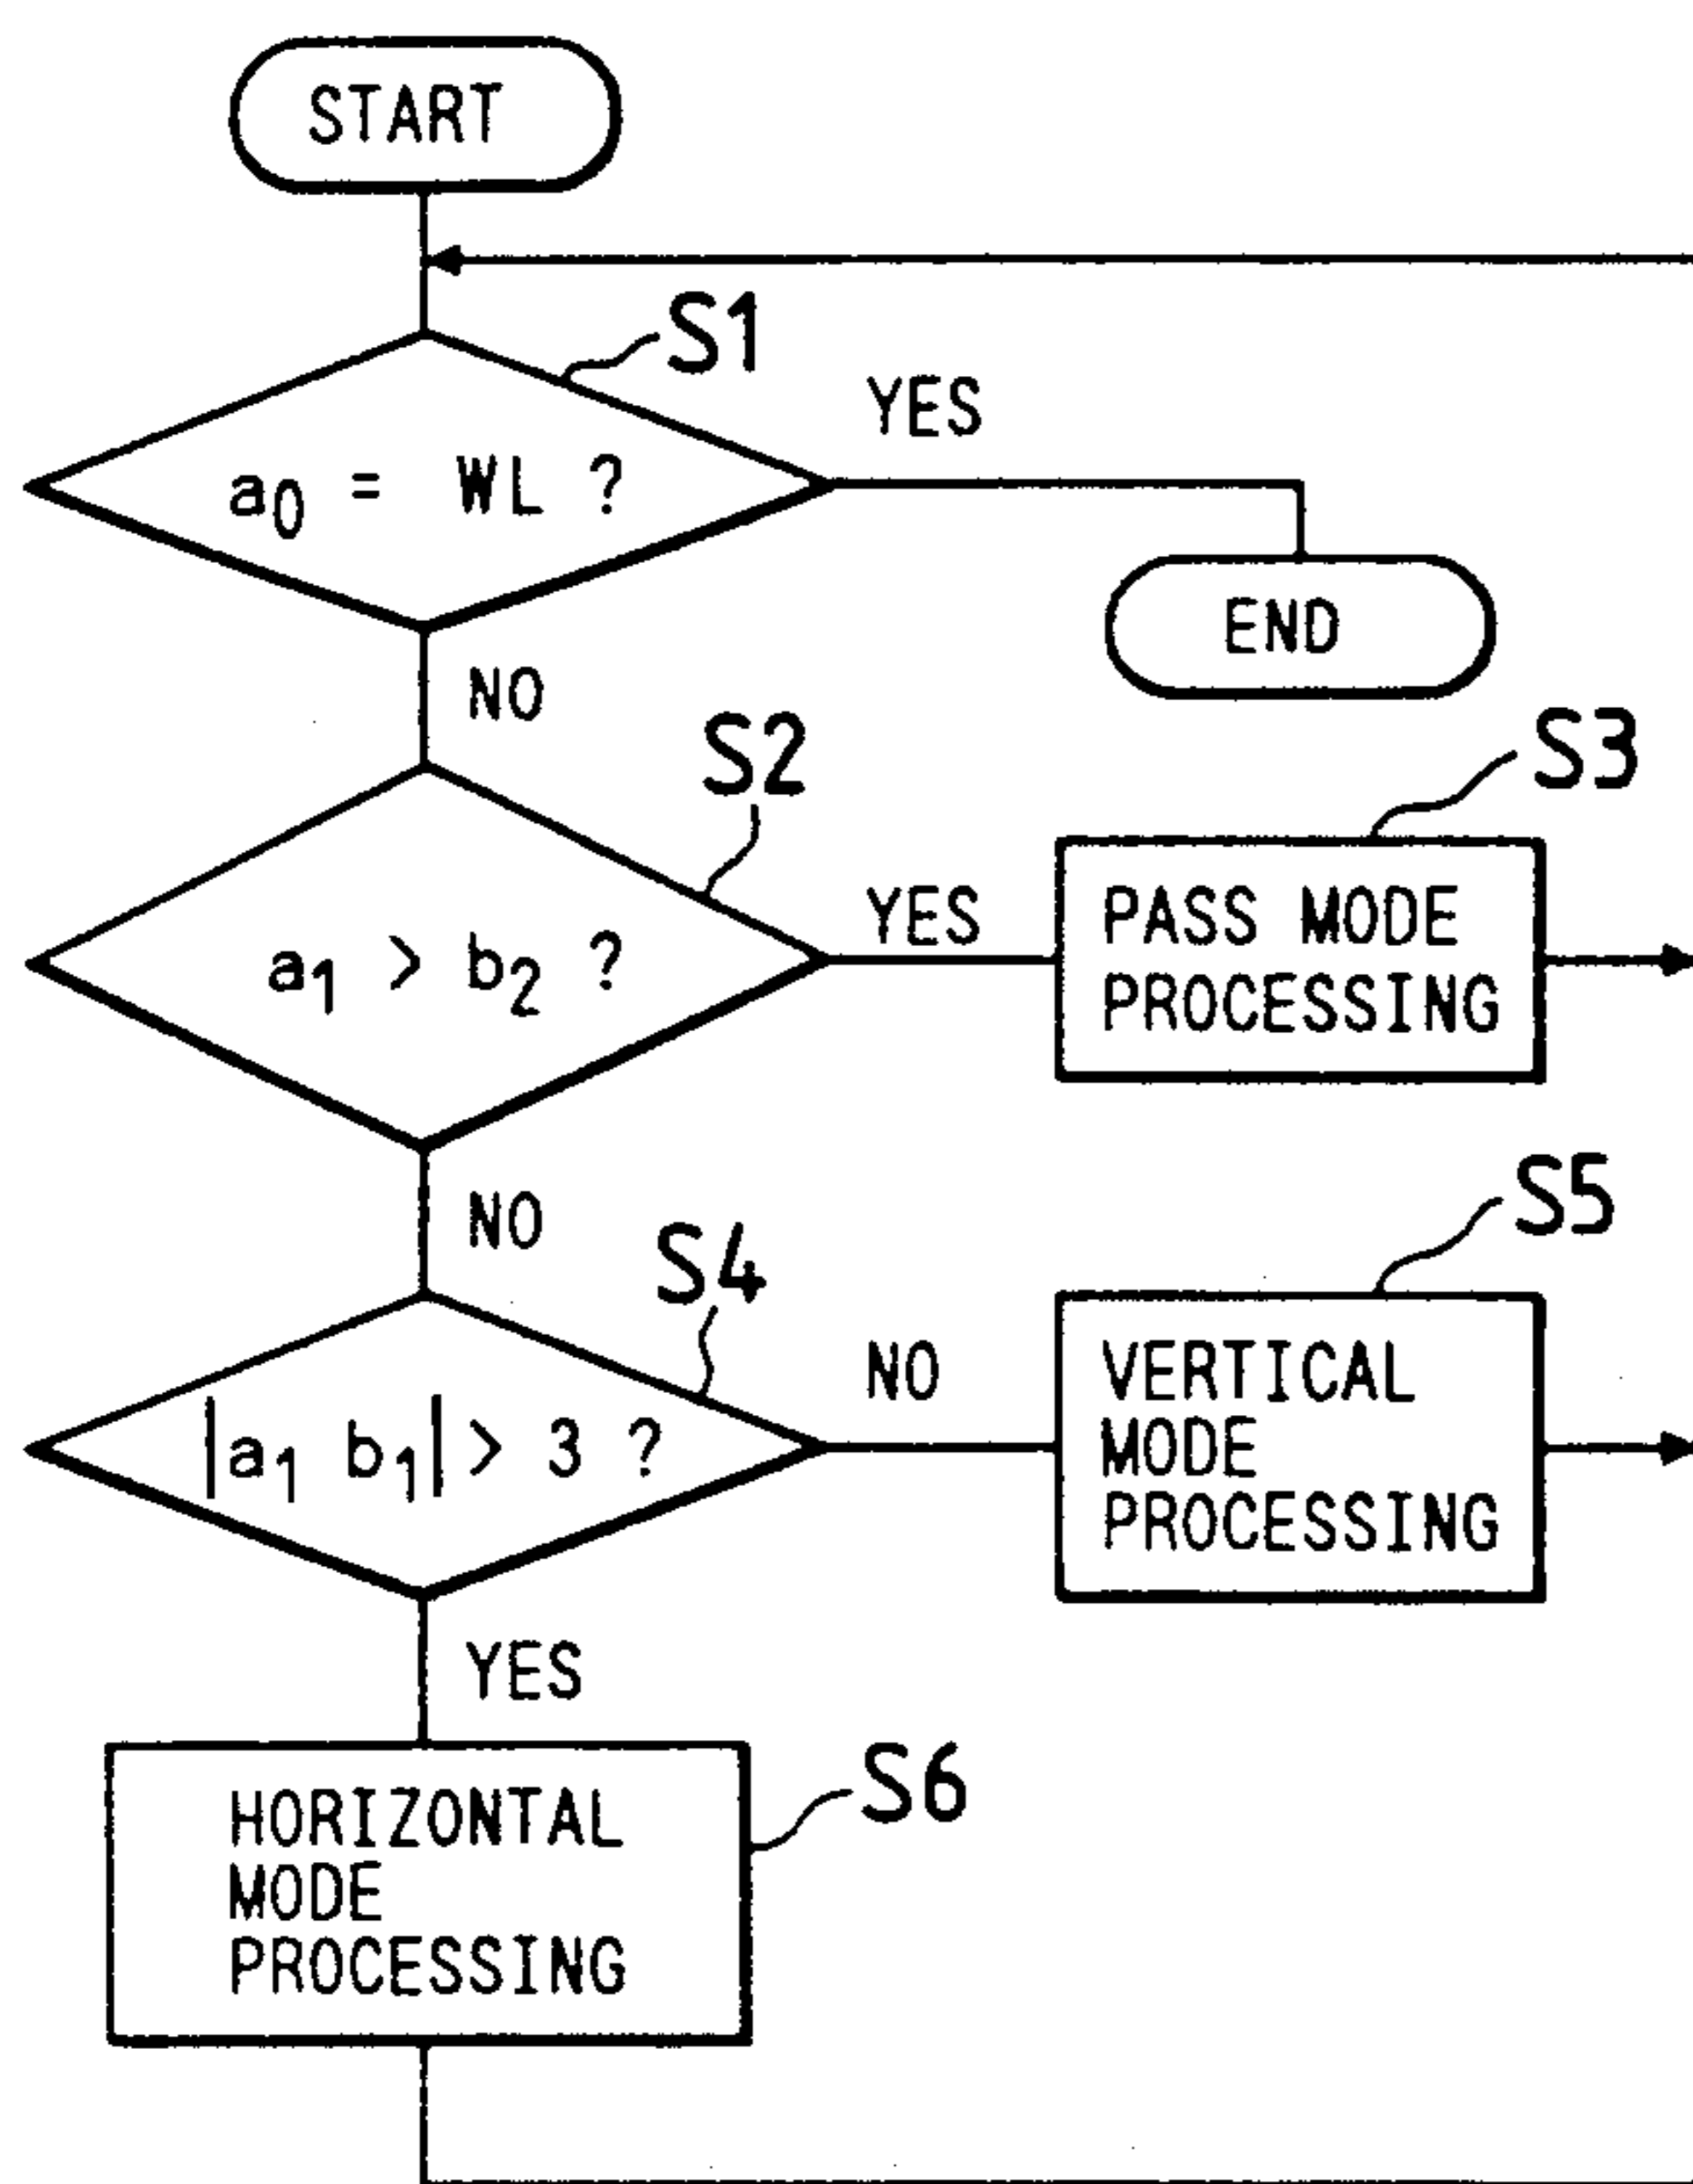 START
S1
YES
a₀ = WL ?
END
NO
S2
S3
YES
PASS MODE
PROCESSING
a₁ > b₂ ?
NO
S4
S5
NO
VERTICAL
MODE
PROCESSING
|a₁ b₁| > 3 ?
YES
S6
HORIZONTAL
MODE
PROCESSING